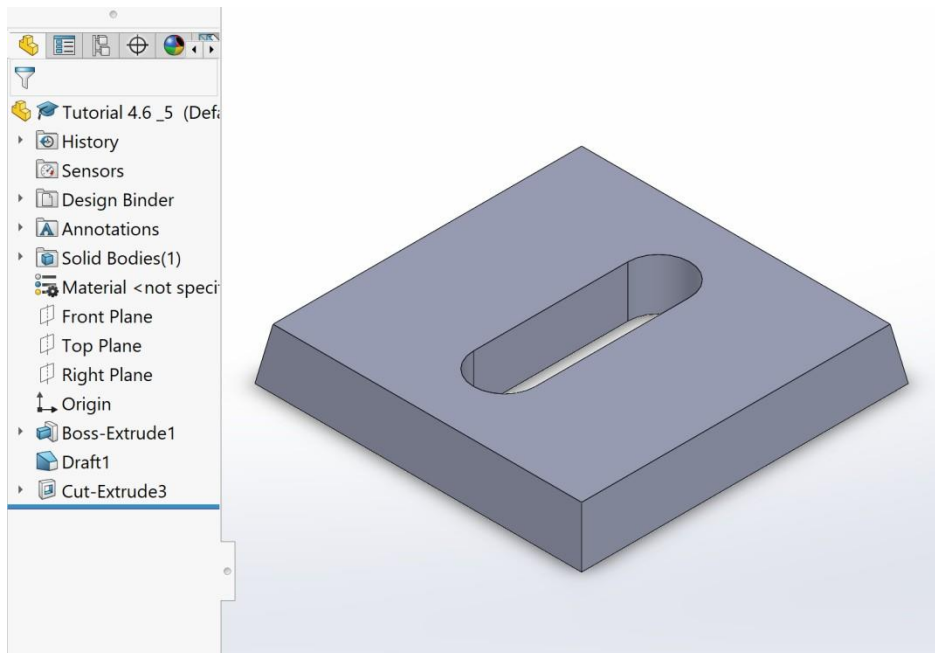 Tutorial 4.6 _5 (Defa
History
Sensors
Design Binder
Annotations
Solid Bodies(1)
Material <not speci
Front Plane
Top Plane
Right Plane
Origin
Boss-Extrude1
Draft1
Cut-Extrude3